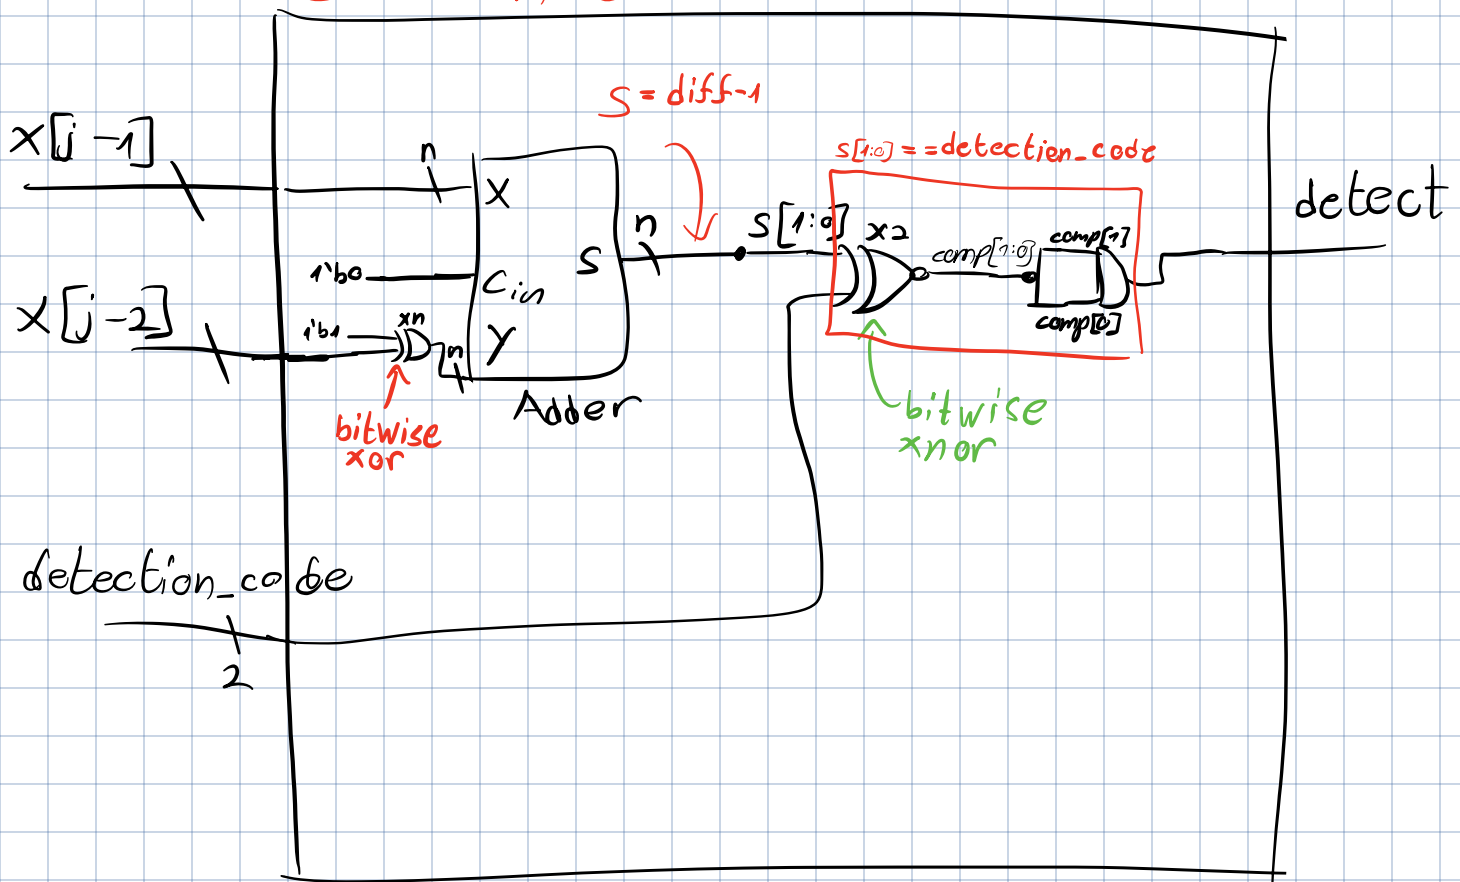 S = diff-1
x[j-1]
n
s[1:0] == detection_code
detect
X
n
s[1:0]
x2
comp[1:0]
comp[1]
S
1'b0
Cin
x[j-2]
1'b1
xn
n
Y
comp[0]
Adder
bitwise
xor
bitwise
xnor
detection_code
2